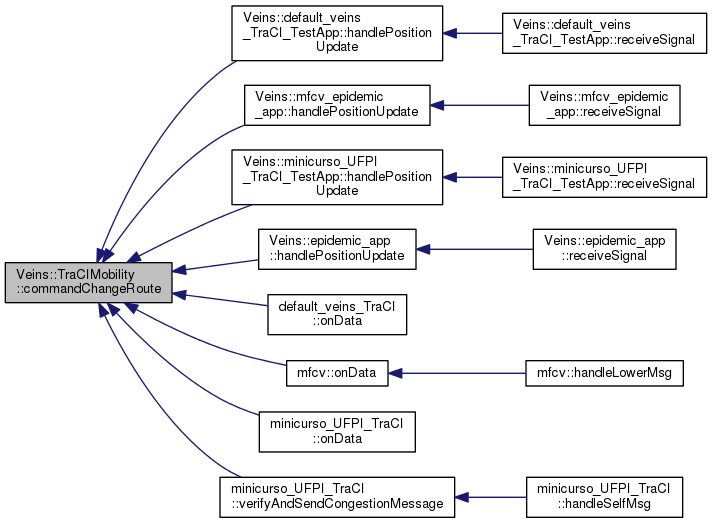 Veins::default_veins
_TraCI_TestApp::handlePosition
Update
Veins::default_veins
_TraCI_TestApp::receiveSignal
Veins::mfcv_epidemic
_app::handlePositionUpdate
Veins::mfcv_epidemic
_app::receiveSignal
Veins::minicurso_UFPI
_TraCI_TestApp::handlePosition
Update
Veins::minicurso_UFPI
_TraCI_TestApp::receiveSignal
Veins::epidemic_app
::handlePositionUpdate
Veins::epidemic_app
::receiveSignal
Veins::TraCIMobility
::commandChangeRoute
default_veins_TraCI
::onData
mfcv::onData
mfcv::handleLowerMsg
minicurso_UFPI_TraCI
::onData
minicurso_UFPI_TraCI
::verifyAndSendCongestionMessage
minicurso_UFPI_TraCI
::handleSelfMsg